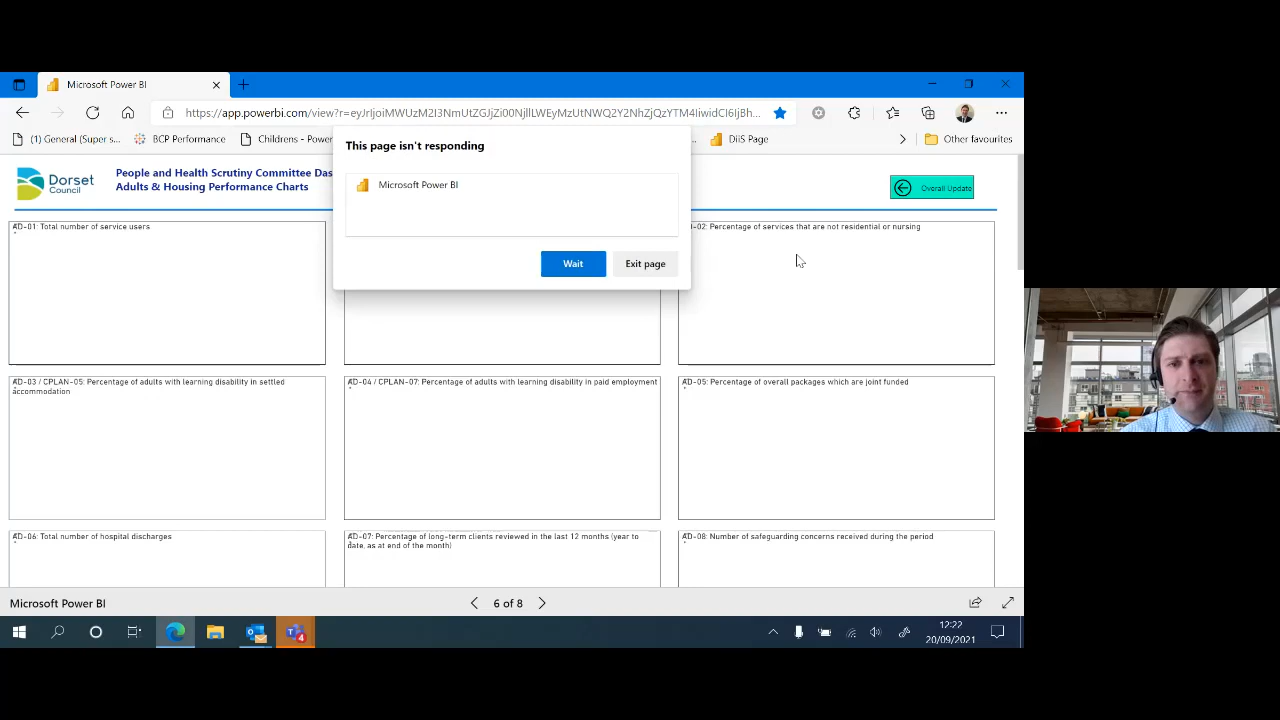 Microsoft Power BI
https://app.powerbi.com/view?r=eyJrIjoiMWUzM2I3NmUtZGJjZi00NjllLWEyMzUtNWQ2Y2NhZjQzYTM4IiwidCI6IjBh...
(1) General (Super s...
BCP Performance
Childrens - Power
DiiS Page
Other favourites
This page isn't responding
Microsoft Power BI
Wait
Exit page
Dorset
Council
People and Health Scrutiny Committee Das
Adults & Housing Performance Charts
Overall Update
AD-01: Total number of service users
D-02: Percentage of services that are not residential or nursing
AD-03 / CPLAN-05: Percentage of adults with learning disability in settled
accommodation
AD-04 / CPLAN-07: Percentage of adults with learning disability in paid employment
AD-05: Percentage of overall packages which are joint funded
AD-06: Total number of hospital discharges
AD-07: Percentage of long-term clients reviewed in the last 12 months (year to
date, as at end of the month)
AD-08: Number of safeguarding concerns received during the period
Microsoft Power BI
6 of 8
4
12:22
20/09/2021